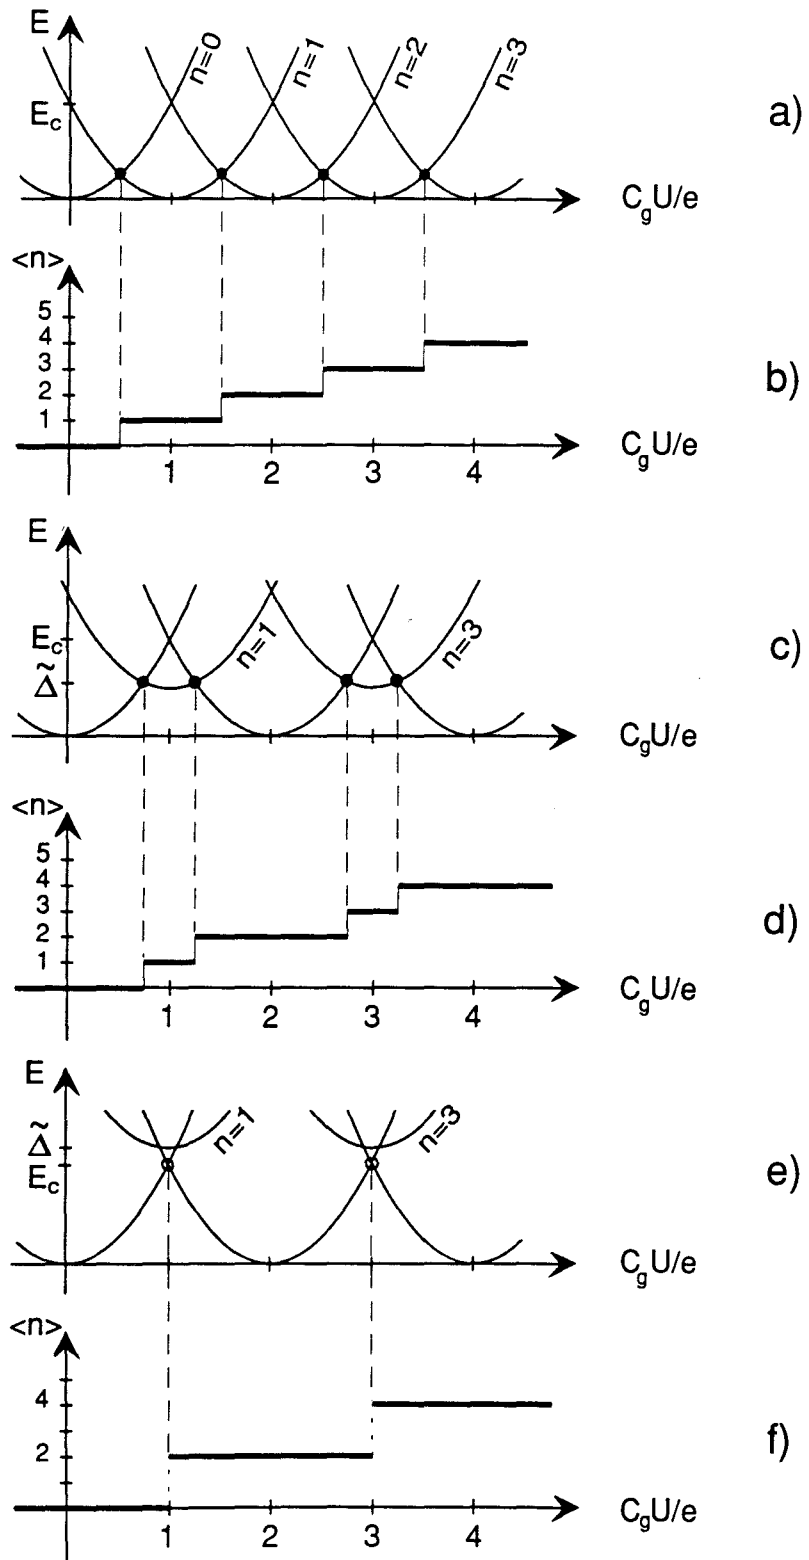 E
n=0
n=1
n=2
n=3
a)
E_c
C_gU/e
<n>
5
4
3
2
1
b)
C_gU/e
1 2 3 4
E
E_c
n=1
n=3
c)
Δ̃
C_gU/e
<n>
5
4
3
2
1
d)
C_gU/e
1 2 3 4
E
Δ̃
n=1
n=3
E_c
e)
C_gU/e
<n>
4
2
f)
C_gU/e
1 2 3 4